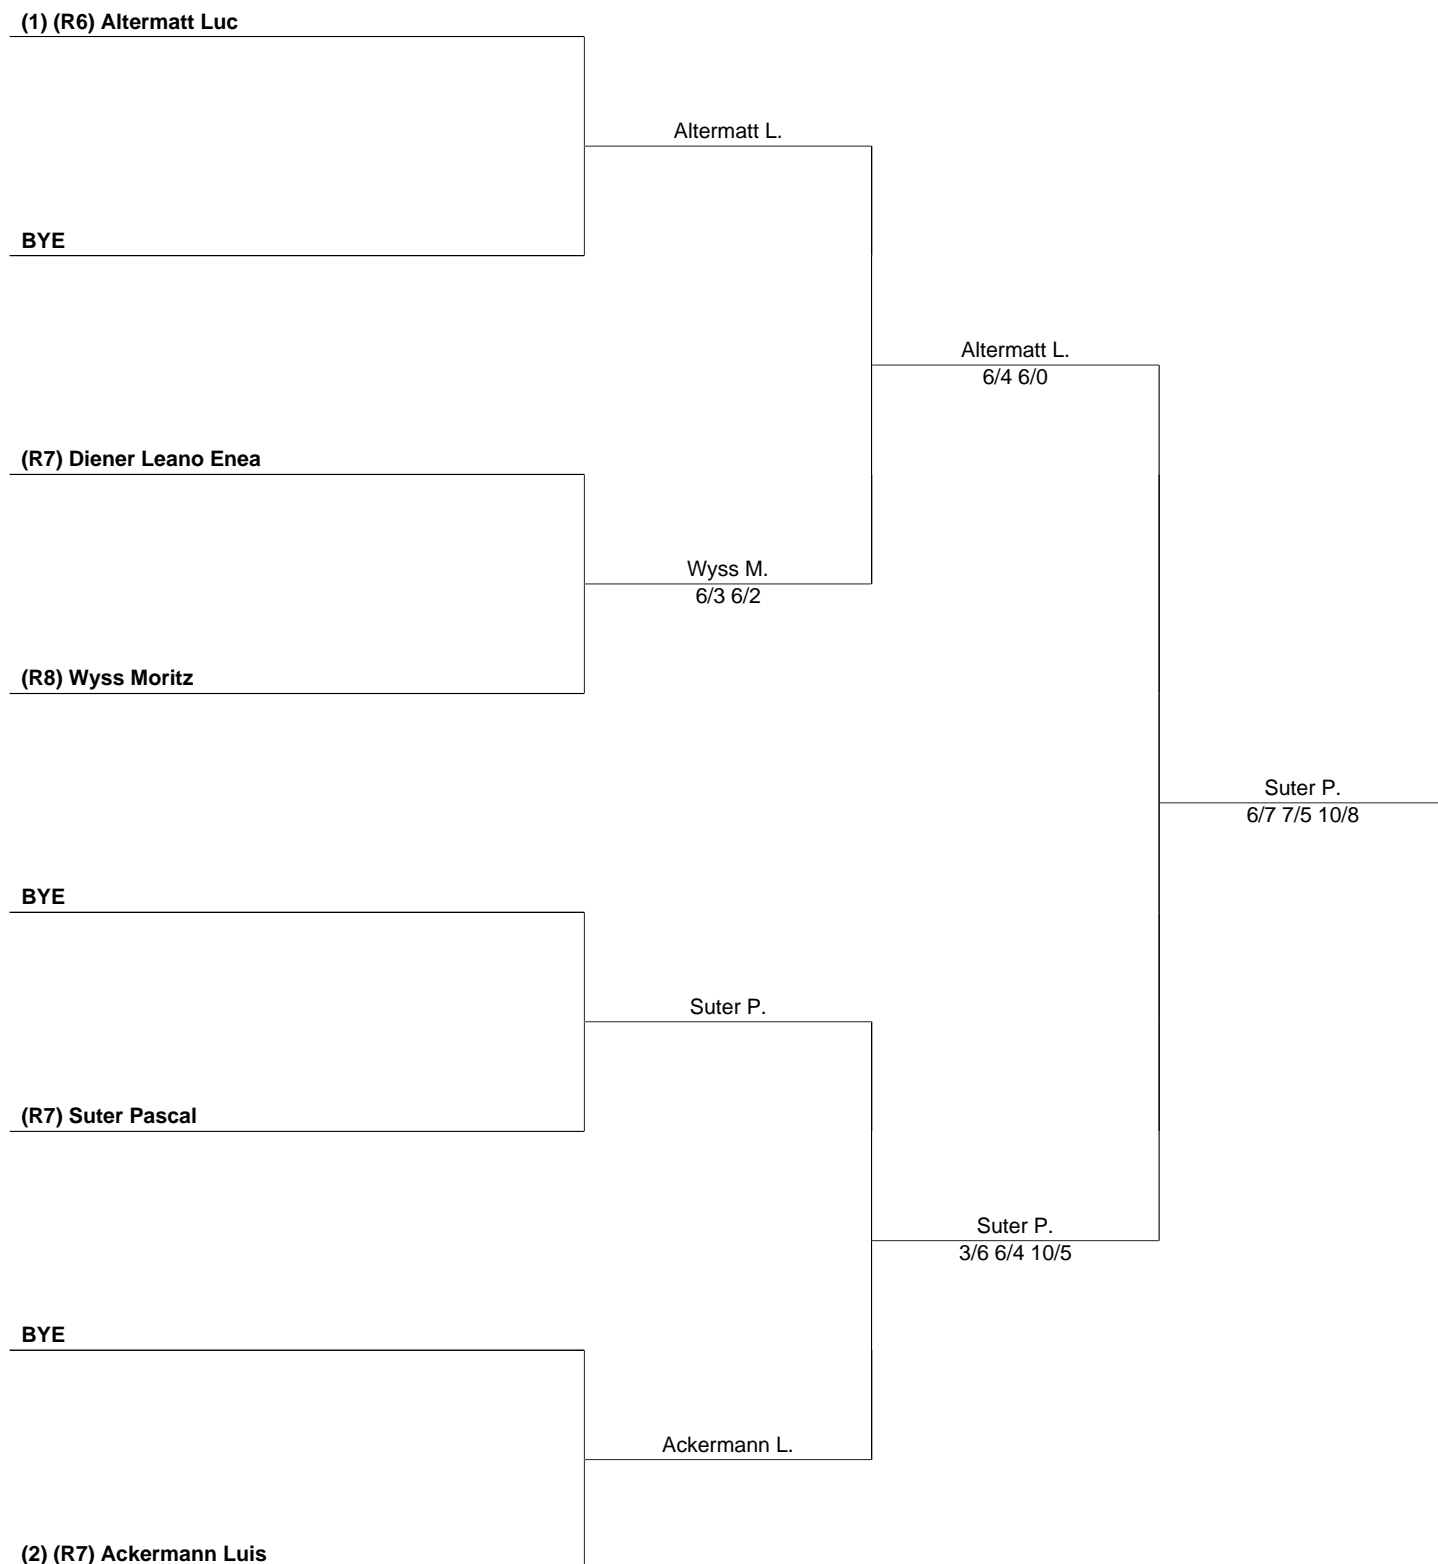 (1) (R6) Altermatt Luc
Altermatt L.
BYE
Altermatt L.
6/4 6/0
(R7) Diener Leano Enea
Wyss M.
6/3 6/2
(R8) Wyss Moritz
Suter P.
6/7 7/5 10/8
BYE
Suter P.
(R7) Suter Pascal
Suter P.
3/6 6/4 10/5
BYE
Ackermann L.
(2) (R7) Ackermann Luis